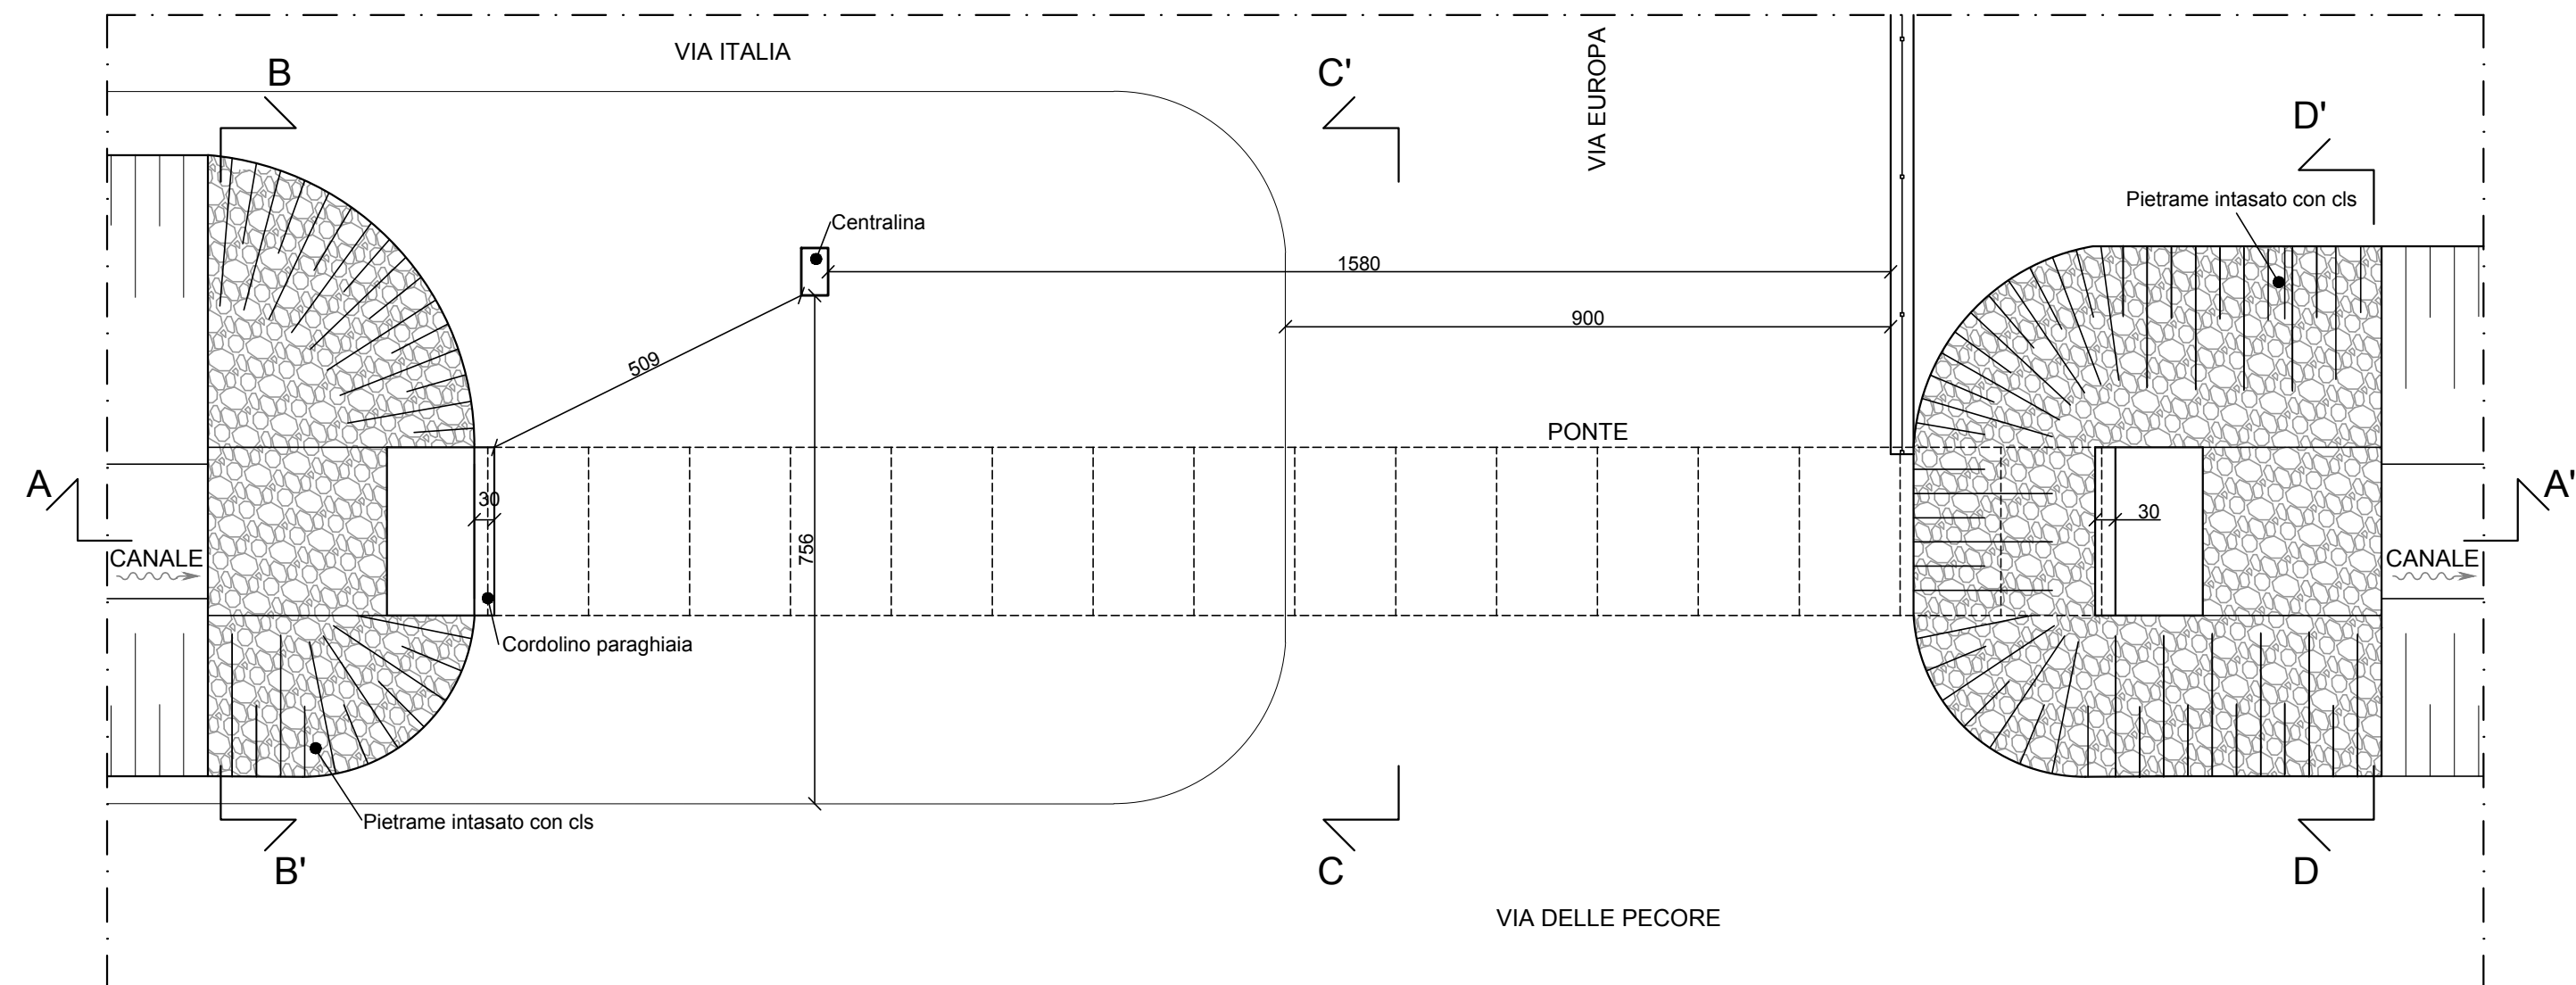 VIA ITALIA
VIA EUROPA
B
C'
D'
Pietrame intasato con cls
Centralina
1580
900
509
PONTE
A
A'
30
30
756
CANALE
CANALE
Cordolino paraghiaia
Pietrame intasato con cls
B'
C
D
VIA DELLE PECORE